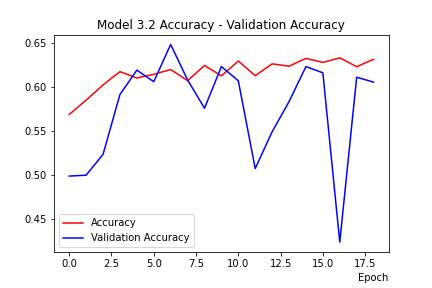 Model 3.2 Accuracy - Validation Accuracy
0.65
0.60
0.55
0.50
0.45
Accuracy
Validation Accuracy
0.0 2.5 5.0 7.5 10.0 12.5 15.0 17.5
Epoch